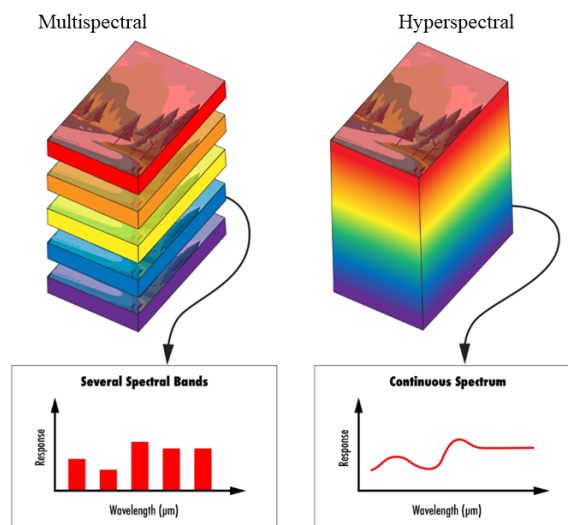 Multispectral
Hyperspectral
Several Spectral Bands
Response
Wavelength (µm)
Continuous Spectrum
Response
Wavelength (µm)